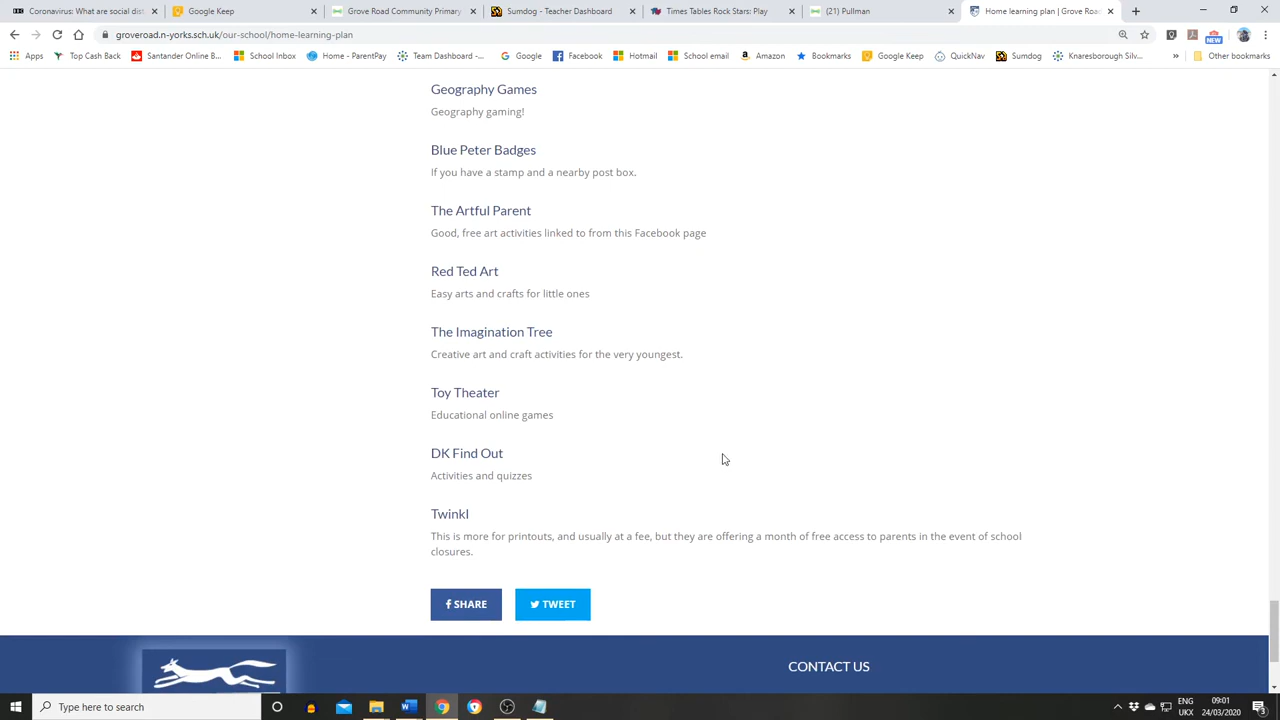 Coronavirus: What are social dist
Google Keep
Grove Road Community Primary
Sumdog - Teacher Dashboard
Times Tables Rock Stars: Play
(21) Pullman
Home learning plan | Grove Road
groveroad.n-yorks.sch.uk/our-school/home-learning-plan
NEW
Apps
Top Cash Back
Santander Online B...
School Inbox
Home - ParentPay
Team Dashboard -...
Google
Facebook
Hotmail
School email
Amazon
Bookmarks
Google Keep
QuickNav
Sumdog
Knaresborough Silv...
»
Other bookmarks
Geography Games
Geography gaming!
Blue Peter Badges
If you have a stamp and a nearby post box.
The Artful Parent
Good, free art activities linked to from this Facebook page
Red Ted Art
Easy arts and crafts for little ones
The Imagination Tree
Creative art and craft activities for the very youngest.
Toy Theater
Educational online games
DK Find Out
Activities and quizzes
Twinkl
This is more for printouts, and usually at a fee, but they are offering a month of free access to parents in the event of school
closures.
SHARE
TWEET
CONTACT US
Type here to search
ENG
UKX
09:01
24/03/2020
3